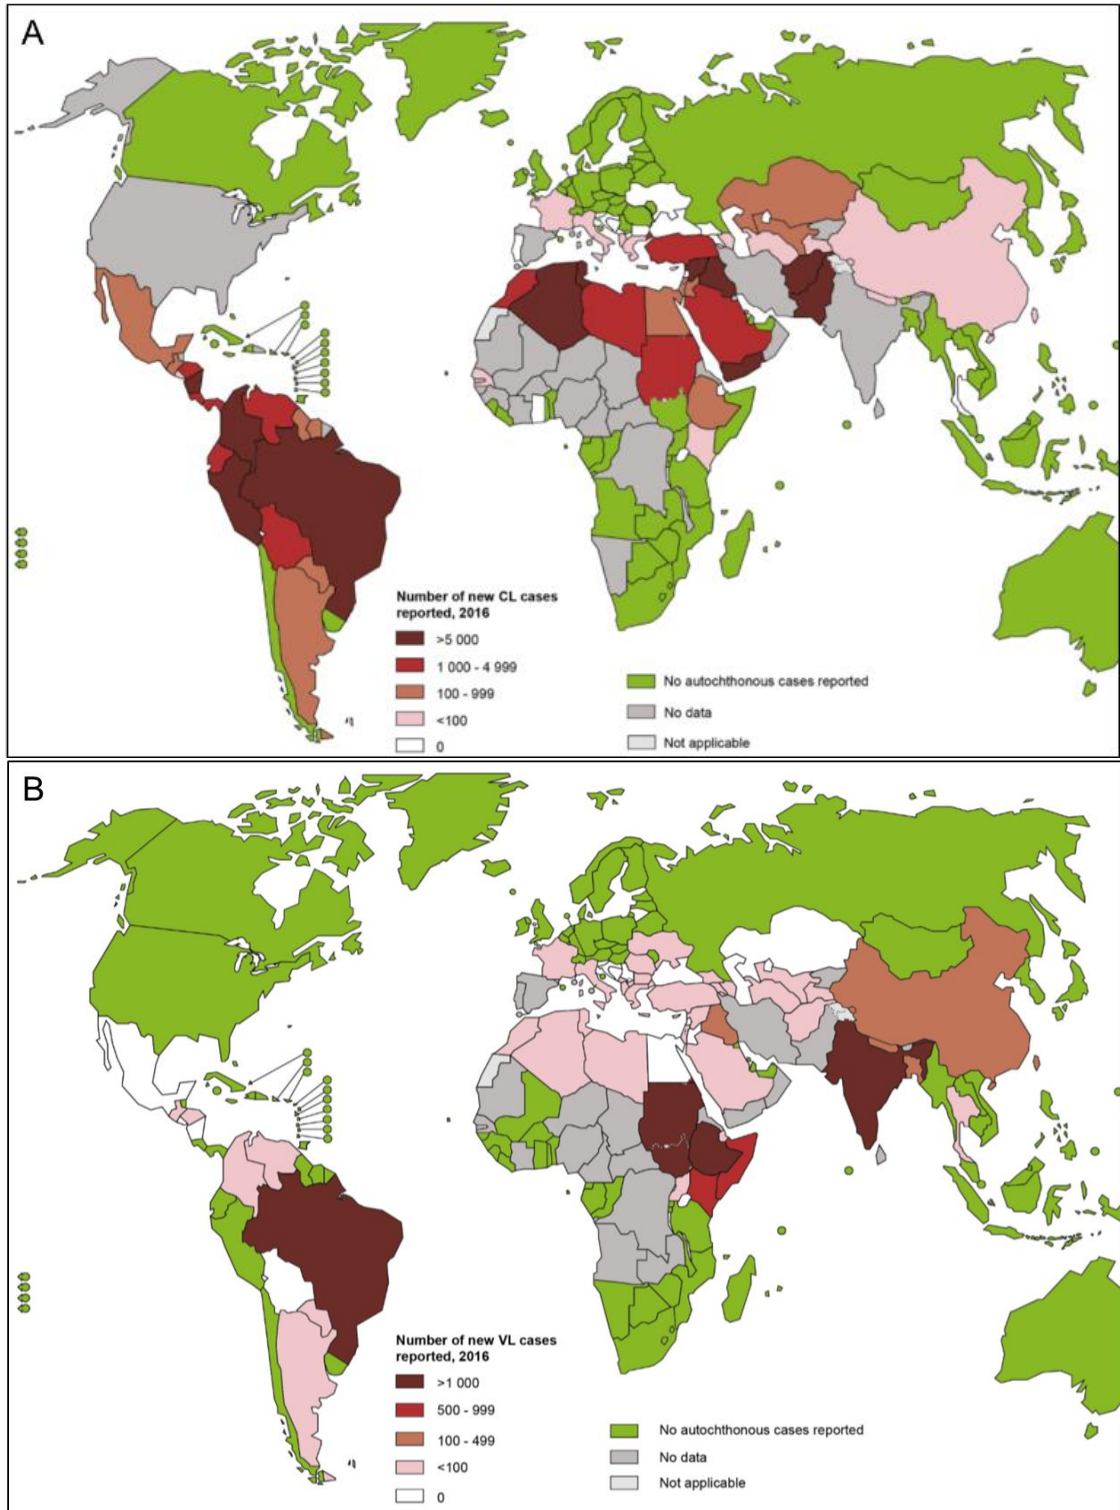 A
Number of new CL cases
reported, 2016
>5 000
1 000 - 4 999
100 - 999
<100
0
No autochthonous cases reported
No data
Not applicable
B
Number of new VL cases
reported, 2016
>1 000
500 - 999
100 - 499
<100
0
No autochthonous cases reported
No data
Not applicable